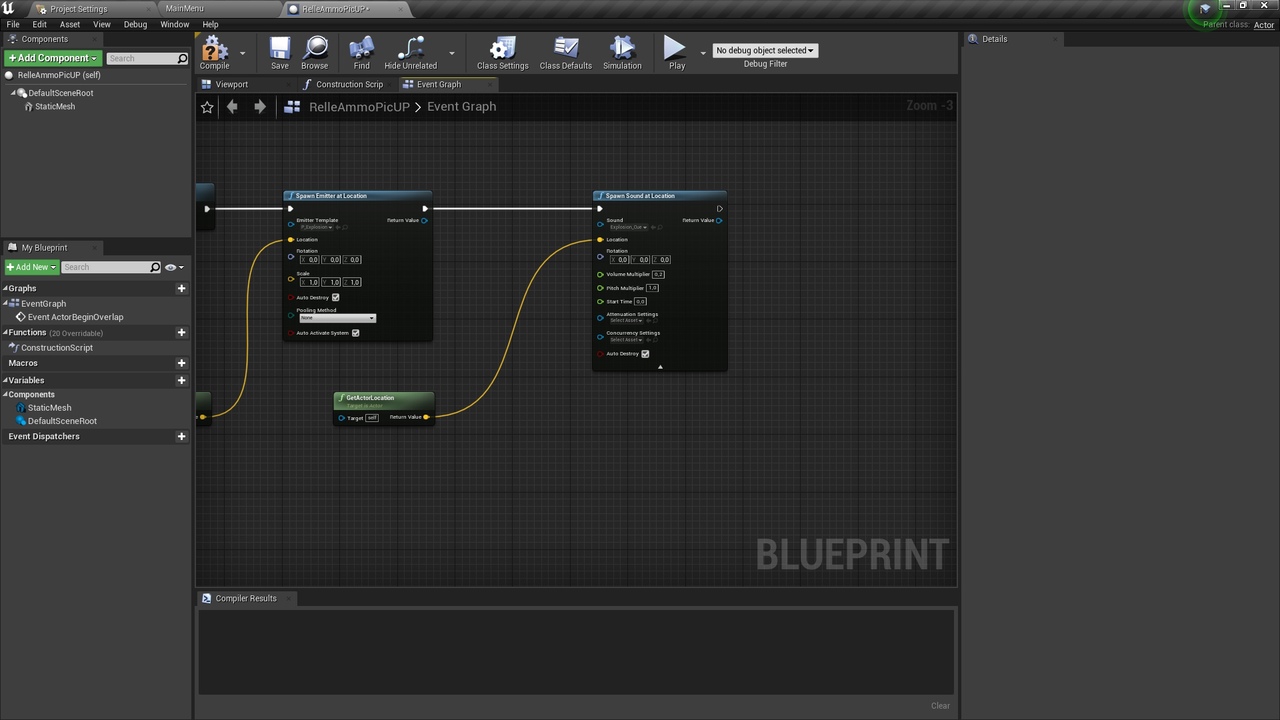 Project Settings
MainMenu
RelleAmmoPicUP*
File Edit Asset View Debug Window Help
Parent class: Actor
Components
+Add Component
Search
RelleAmmoPicUP (self)
DefaultSceneRoot
StaticMesh
Compile
Save
Browse
Find
Hide Unrelated
Class Settings
Class Defaults
Simulation
Play
No debug object selected
Debug Filter
Viewport
Construction Scrip
Event Graph
RelleAmmoPicUP > Event Graph
Zoom -3
Spawn Emitter at Location
Emitter Template
P_Explosion
Return Value
Location
Rotation
X 0,0 Y 0,0 Z 0,0
Scale
X 1,0 Y 1,0 Z 1,0
Auto Destroy
Pooling Method
None
Auto Activate System
GetActorLocation
Target is Actor
Target self
Return Value
Spawn Sound at Location
Sound
Explosion_Cue
Return Value
Location
Rotation
X 0,0 Y 0,0 Z 0,0
Volume Multiplier 0,2
Pitch Multiplier 1,0
Start Time 0,0
Attenuation Settings
Select Asset
Concurrency Settings
Select Asset
Auto Destroy
BLUEPRINT
My Blueprint
+Add New
Search
Graphs
EventGraph
Event ActorBeginOverlap
Functions (20 Overridable)
ConstructionScript
Macros
Variables
Components
StaticMesh
DefaultSceneRoot
Event Dispatchers
Compiler Results
Clear
Details